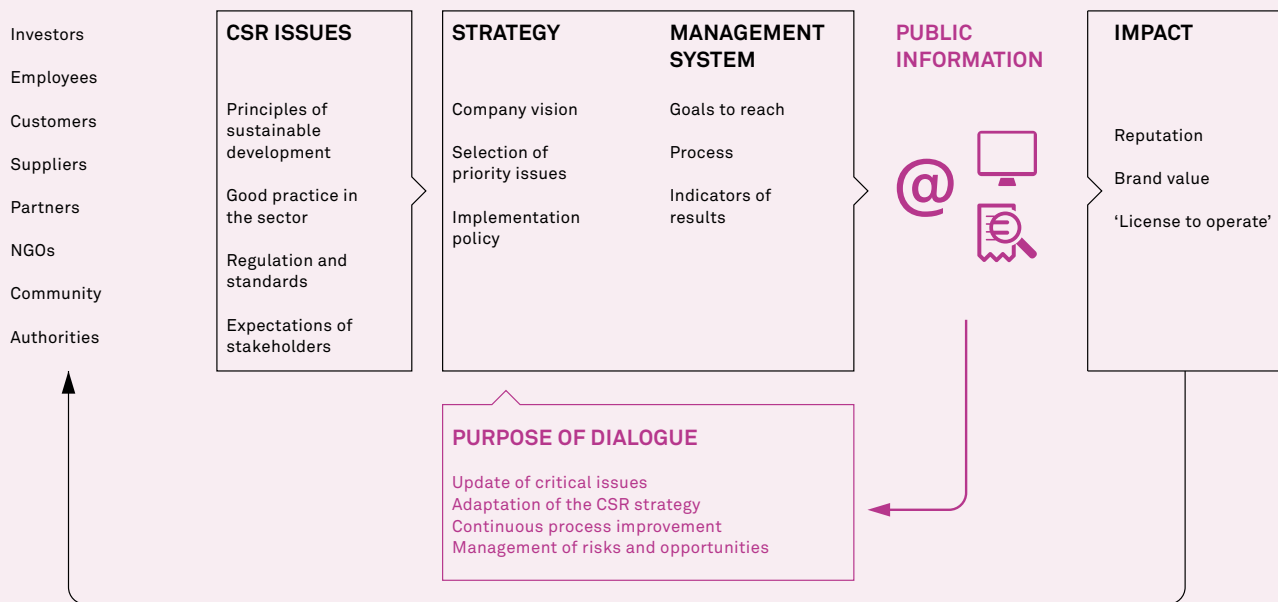 Investors
Employees
Customers
Suppliers
Partners
NGOs
Community
Authorities
CSR ISSUES
Principles of
sustainable
development
Good practice in
the sector
Regulation and
standards
Expectations of
stakeholders
STRATEGY
Company vision
Selection of
priority issues
Implementation
policy
MANAGEMENT
SYSTEM
Goals to reach
Process
Indicators of
results
PUBLIC
INFORMATION
@
IMPACT
Reputation
Brand value
‘License to operate’
PURPOSE OF DIALOGUE
Update of critical issues
Adaptation of the CSR strategy
Continuous process improvement
Management of risks and opportunities